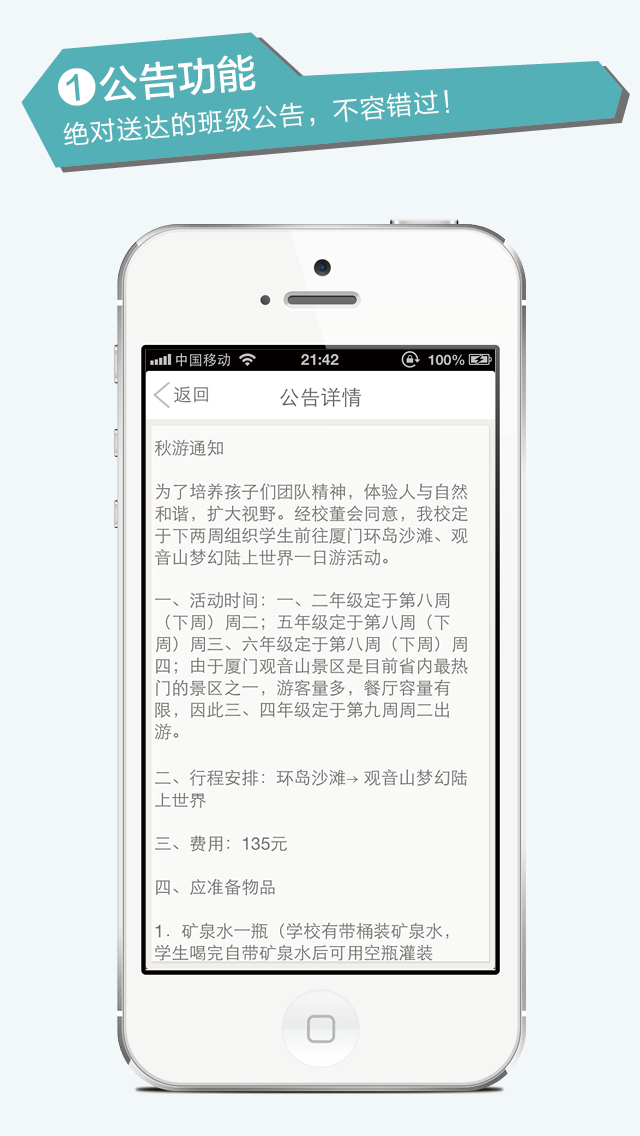 1公告功能
绝对送达的班级公告，不容错过！
中国移动 21:42 100%
返回 公告详情
秋游通知
为了培养孩子们团队精神，体验人与自然
和谐，扩大视野。经校董会同意，我校定
于下两周组织学生前往厦门环岛沙滩、观
音山梦幻陆上世界一日游活动。
一、活动时间：一、二年级定于第八周
（下周）周二；五年级定于第八周（下
周）周三、六年级定于第八周（下周）周
四；由于厦门观音山景区是目前省内最热
门的景区之一，游客量多，餐厅容量有
限，因此三、四年级定于第九周周二出
游。
二、行程安排：环岛沙滩→ 观音山梦幻陆
上世界
三、费用：135元
四、应准备物品
1．矿泉水一瓶（学校有带桶装矿泉水，
学生喝完自带矿泉水后可用空瓶灌装